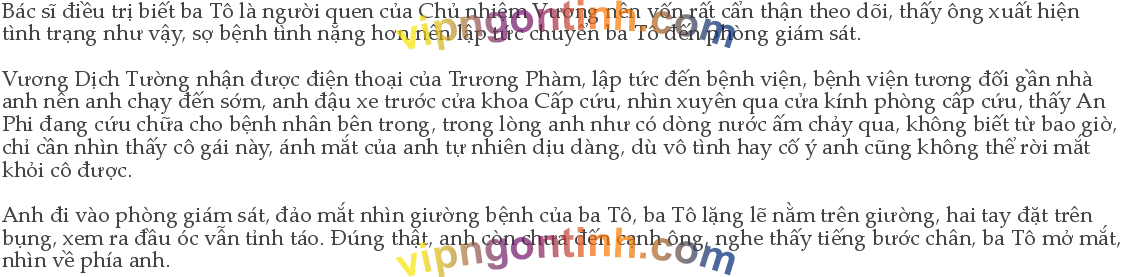 Bác sĩ điều trị biết ba Tô là người quen của Chủ nhiệm Vương nên vốn rất cẩn thận theo dõi, thấy ông xuất hiện
tình trạng như vậy, sợ bệnh tình nặng hơn nên lập tức chuyển ba Tô đến phòng giám sát.
vipngontinh.com
Vương Dịch Tường nhận được điện thoại của Trương Phàm, lập tức đến bệnh viện, bệnh viện tương đối gần nhà
anh nên anh chạy đến sớm, anh đậu xe trước cửa khoa Cấp cứu, nhìn xuyên qua cửa kính phòng cấp cứu, thấy An
Phi đang cứu chữa cho bệnh nhân bên trong, trong lòng anh như có dòng nước ấm chảy qua, không biết từ bao giờ,
chỉ cần nhìn thấy cô gái này, ánh mắt của anh tự nhiên dịu dàng, dù vô tình hay cố ý anh cũng không thể rời mắt
khỏi cô được.
Anh đi vào phòng giám sát, đảo mắt nhìn giường bệnh của ba Tô, ba Tô lặng lẽ nằm trên giường, hai tay đặt trên
bụng, xem ra đầu óc vẫn tỉnh táo. Đúng thật, anh còn chưa đến cạnh ông, nghe thấy tiếng bước chân, ba Tô mở mắt,
nhìn về phía anh.
vipngontinh.com